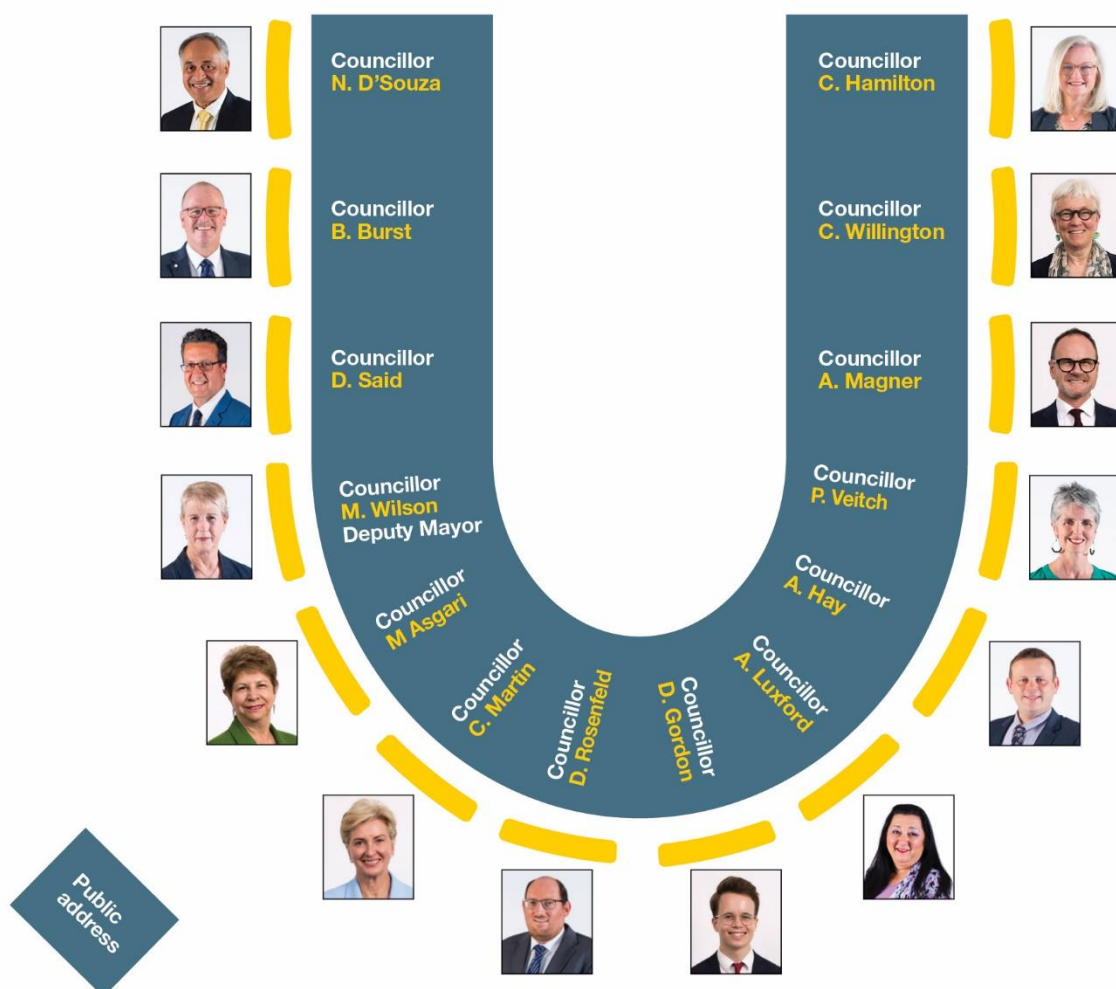 Councillor
N. D'Souza
Councillor
B. Burst
Councillor
D. Said
Councillor
M. Wilson
Deputy Mayor
Councillor
M Asgari
Councillor
C. Martin
Councillor
D. Rosenfeld
Councillor
D. Gordon
Councillor
A. Luxford
Councillor
A. Hay
Councillor
P. Veitch
Councillor
A. Magner
Councillor
C. Willington
Councillor
C. Hamilton
Public
address